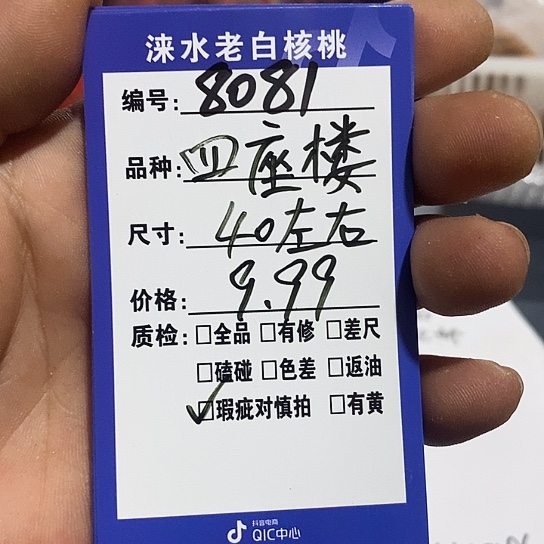 涞水老白核桃
编号: 8081
品种: 四座楼
尺寸: 40左右
价格: 9.99
质检: □全品 □有修 □差尺
□磕碰 □色差 □返油
☑瑕疵对慎拍 □有黄
抖音电商
QIC中心